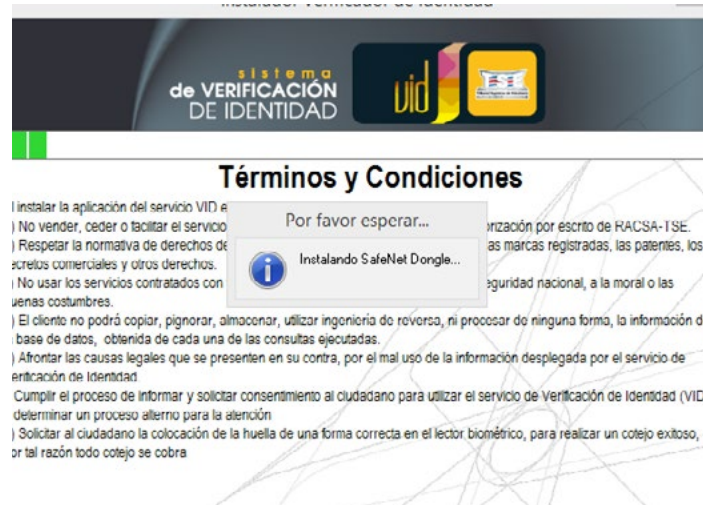 Instalador Verificador de Identidad
sistema
de VERIFICACIÓN
DE IDENTIDAD
vid
Términos y Condiciones
l instalar la aplicación del servicio VID e
) No vender, ceder o facilitar el servicio
rización por escrito de RACSA-TSE.
) Respetar la normativa de derechos de
as marcas registradas, las patentes, los
ecretos comerciales y otros derechos.
Por favor esperar...
Instalando SafeNet Dongle...
) No usar los servicios contratados con
eguridad nacional, a la moral o las
uenas costumbres.
) El cliente no podrá copiar, pignorar, almacenar, utilizar ingeniería de reversa, ni procesar de ninguna forma, la información d
base de datos, obtenida de cada una de las consultas ejecutadas.
) Afrontar las causas legales que se presenten en su contra, por el mal uso de la información desplegada por el servicio de
erificación de Identidad
Cumplir el proceso de informar y solicitar consentimiento al ciudadano para utilizar el servicio de Verificación de Identidad (VID
determinar un proceso alterno para la atención
) Solicitar al ciudadano la colocación de la huella de una forma correcta en el lector biométrico, para realizar un cotejo exitoso,
or tal razón todo cotejo se cobra